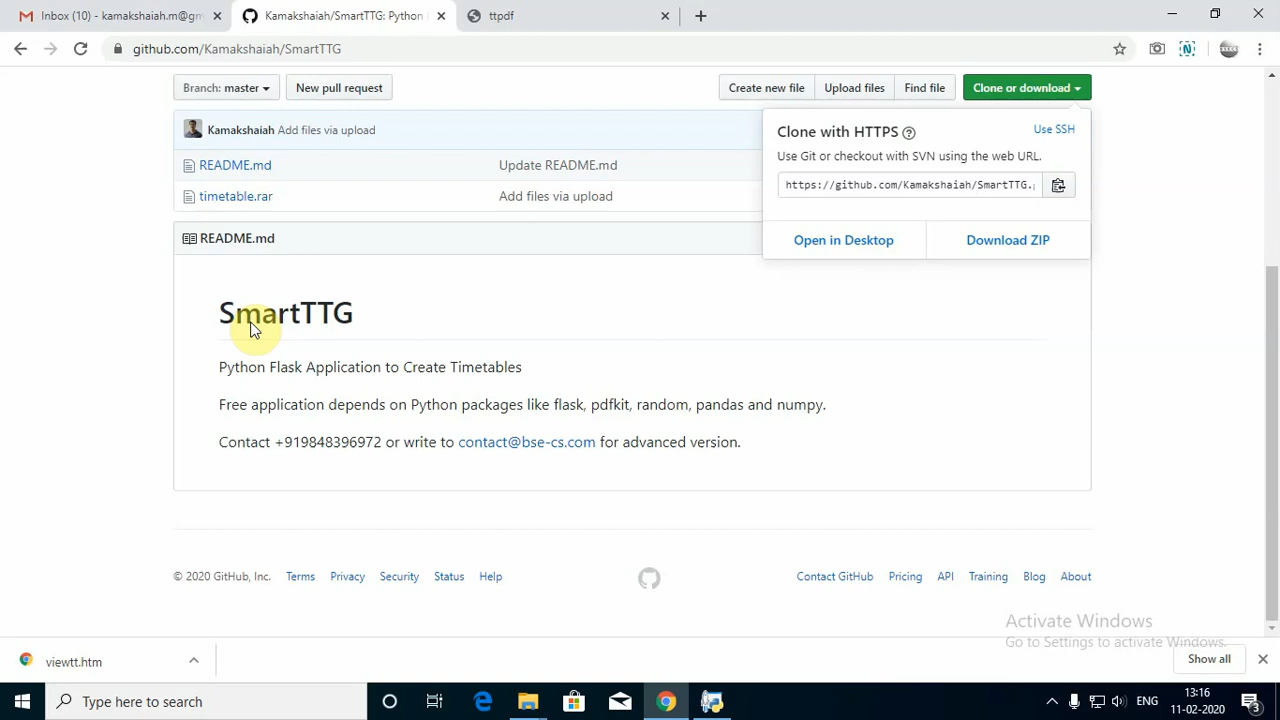 Inbox (10) - kamakshaiah.m@gm
Kamakshaiah/SmartTTG: Python
ttpdf
github.com/Kamakshaiah/SmartTTG
Branch: master
New pull request
Create new file
Upload files
Find file
Clone or download
Kamakshaiah Add files via upload
README.md
Update README.md
timetable.rar
Add files via upload
Clone with HTTPS
Use SSH
Use Git or checkout with SVN using the web URL.
https://github.com/Kamakshaiah/SmartTTG.
Open in Desktop
Download ZIP
README.md
SmartTTG
Python Flask Application to Create Timetables
Free application depends on Python packages like flask, pdfkit, random, pandas and numpy.
Contact +919848396972 or write to contact@bse-cs.com for advanced version.
© 2020 GitHub, Inc.
Terms
Privacy
Security
Status
Help
Contact GitHub
Pricing
API
Training
Blog
About
Activate Windows
Go to Settings to activate Windows.
viewtt.htm
Show all
Type here to search
ENG
13:16
11-02-2020
3